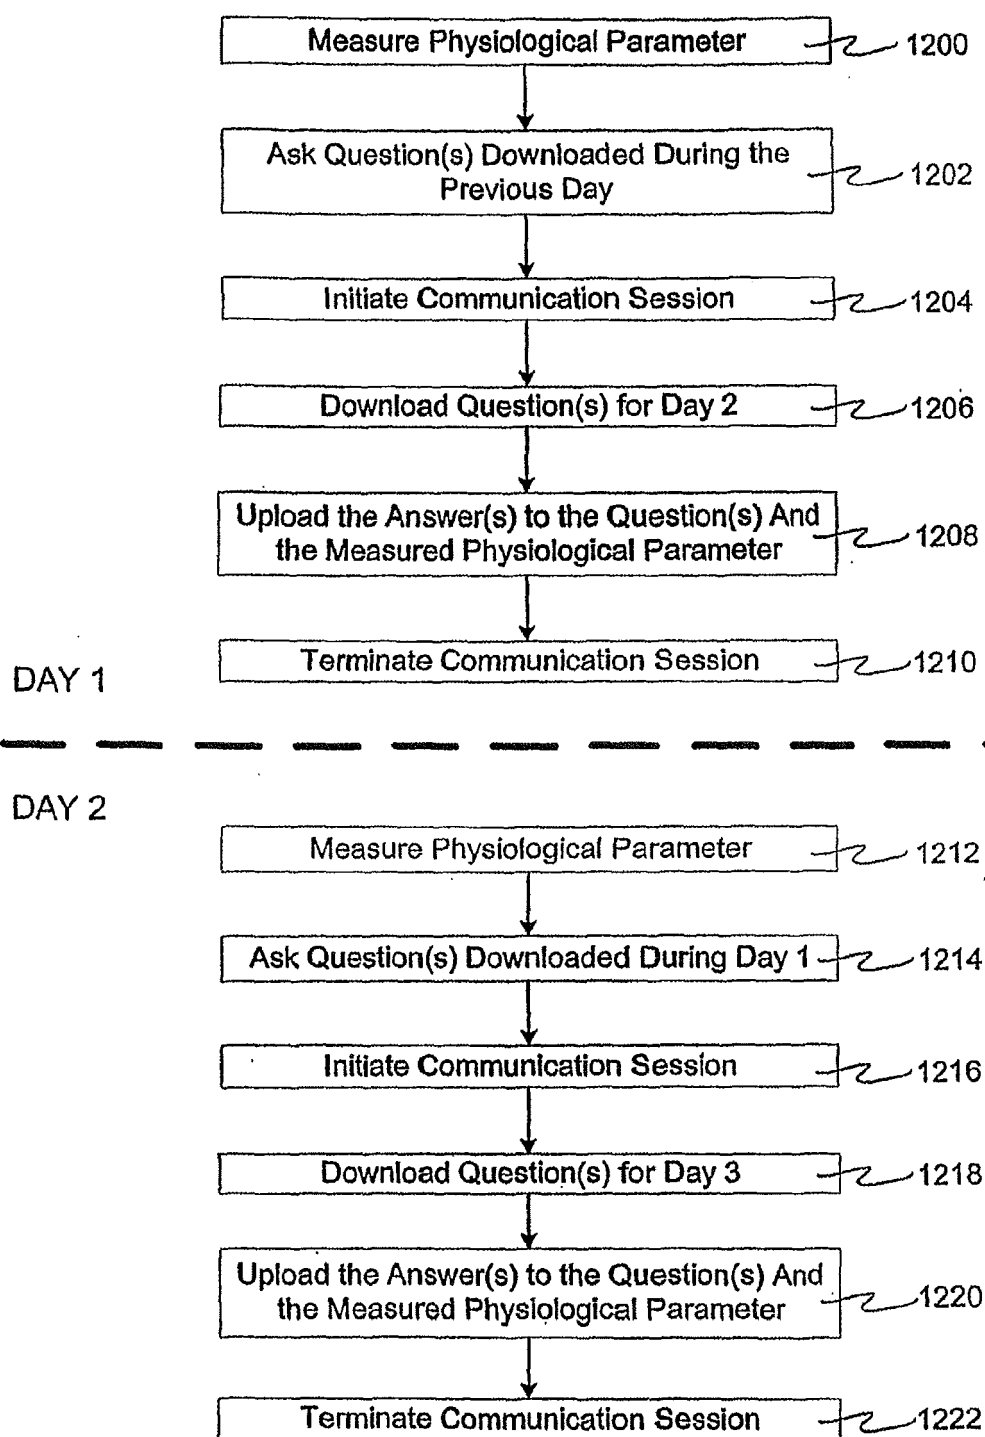 Measure Physiological Parameter 1200
Ask Question(s) Downloaded During the
Previous Day 1202
Initiate Communication Session 1204
Download Question(s) for Day 2 1206
Upload the Answer(s) to the Question(s) And
the Measured Physiological Parameter 1208
Terminate Communication Session 1210
DAY 1
DAY 2
Measure Physiological Parameter 1212
Ask Question(s) Downloaded During Day 1 1214
Initiate Communication Session 1216
Download Question(s) for Day 3 1218
Upload the Answer(s) to the Question(s) And
the Measured Physiological Parameter 1220
Terminate Communication Session 1222